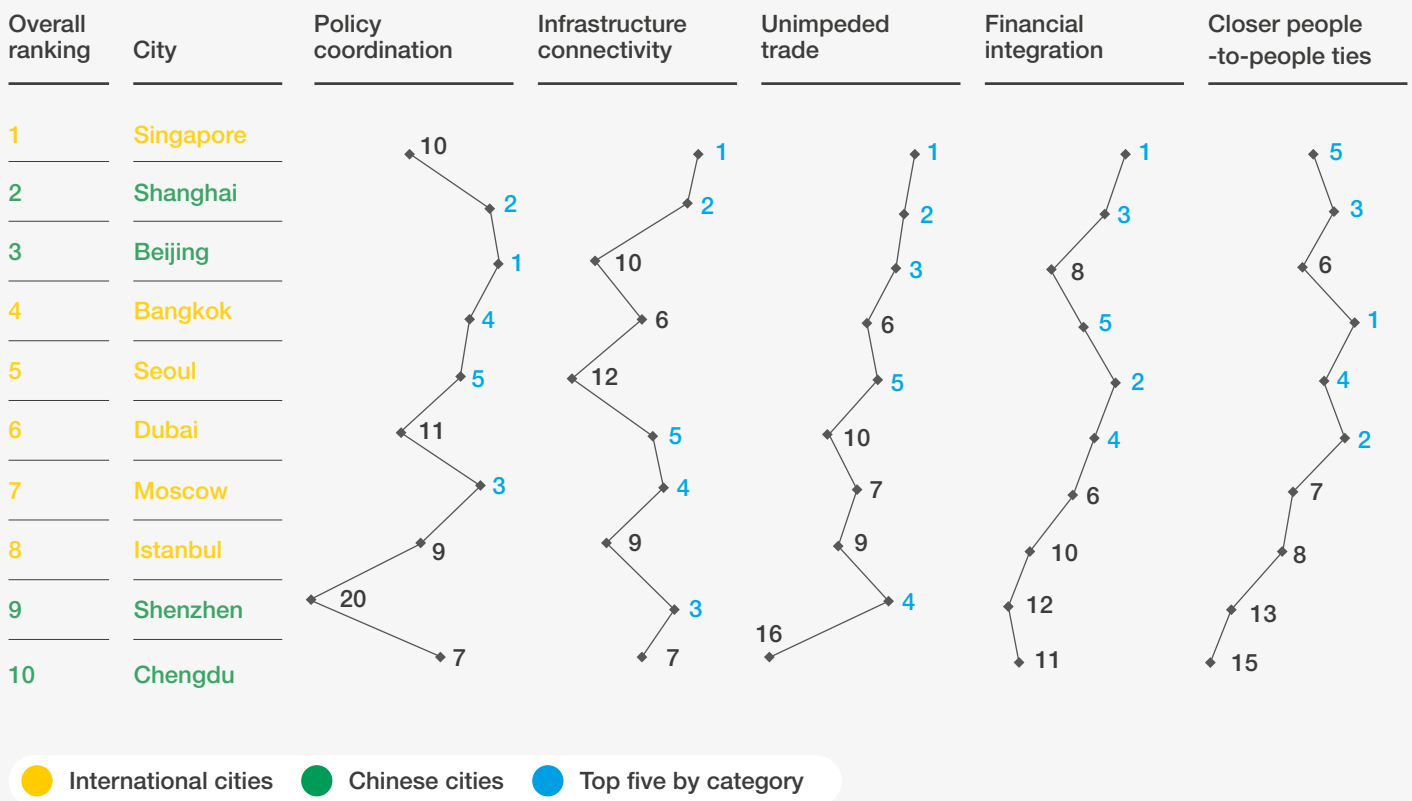 Overall ranking
City
Policy coordination
Infrastructure connectivity
Unimpeded trade
Financial integration
Closer people -to-people ties
1 Singapore 10 1 1 1 5
2 Shanghai 2 2 2 3 3
3 Beijing 1 10 3 8 6
4 Bangkok 4 6 6 5 1
5 Seoul 5 12 5 2 4
6 Dubai 11 5 10 4 2
7 Moscow 3 4 7 6 7
8 Istanbul 9 9 9 10 8
9 Shenzhen 20 3 4 12 13
10 Chengdu 7 7 16 11 15
International cities
Chinese cities
Top five by category